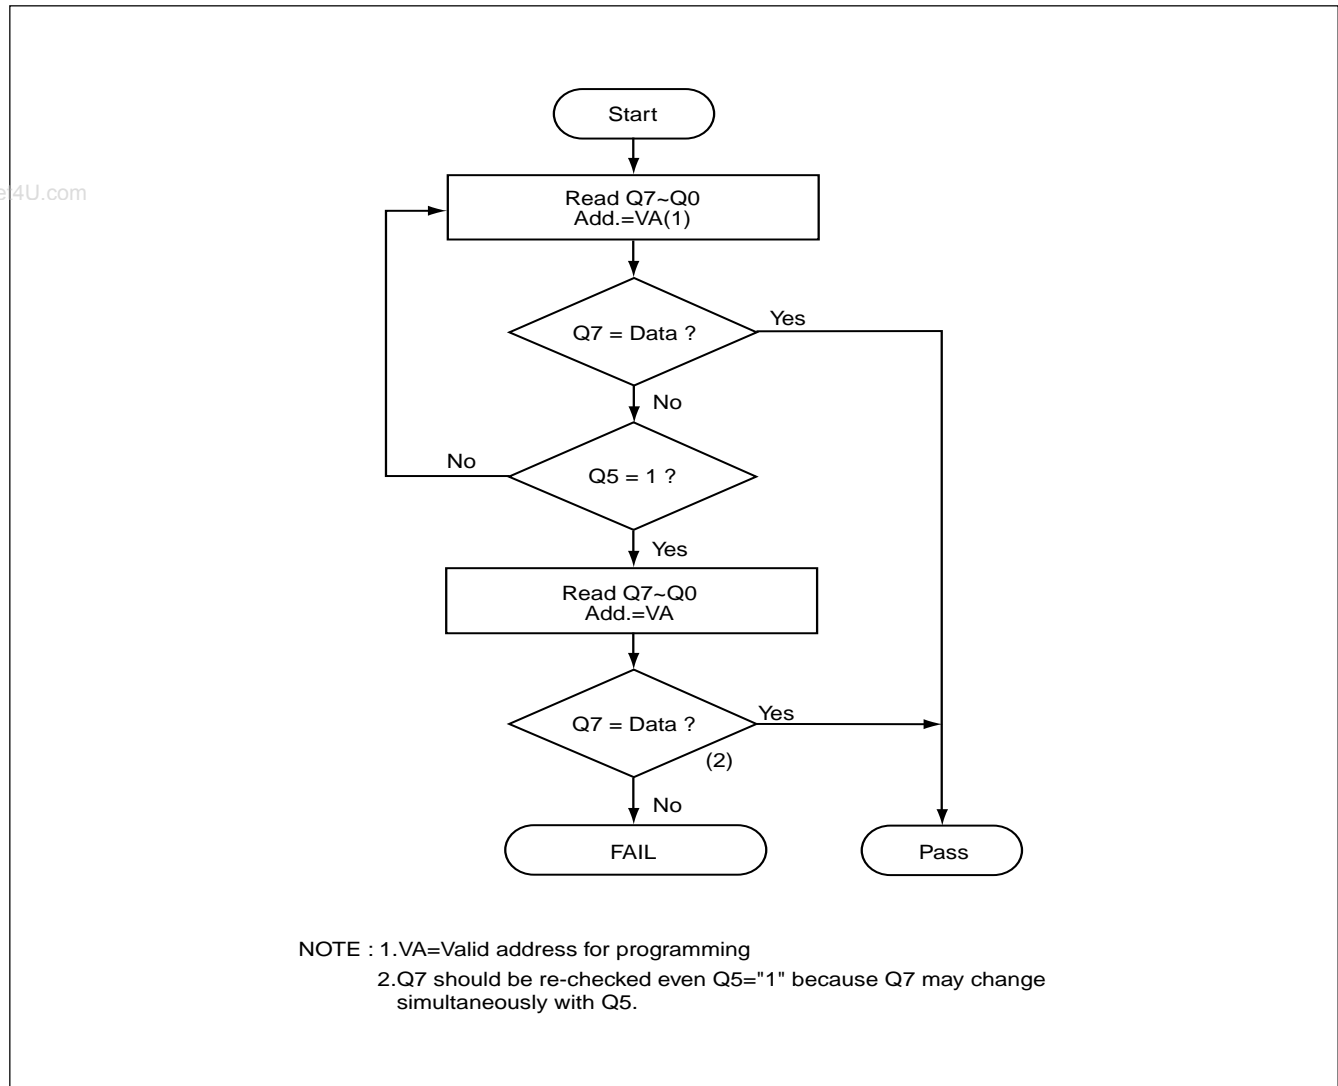 Start
et4U.com
Read Q7~Q0
Add.=VA(1)
Q7 = Data ?
Yes
No
Q5 = 1 ?
No
Yes
Read Q7~Q0
Add.=VA
Q7 = Data ?
Yes
(2)
No
FAIL
Pass
NOTE : 1.VA=Valid address for programming
2.Q7 should be re-checked even Q5="1" because Q7 may change
simultaneously with Q5.